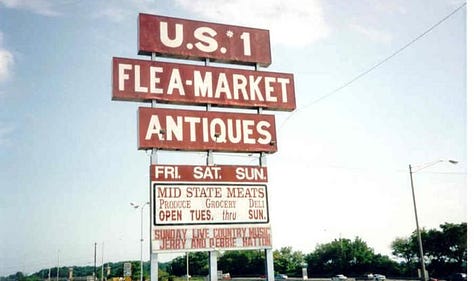 U.S. #1
FLEA-MARKET
ANTIQUES
FRI. SAT. SUN.
MID STATE MEATS
PRODUCE GROCERY DELI
OPEN TUES. thru SUN.
SUNDAY LIVE COUNTRY MUSIC
JERRY AND DEBBIE HATTON